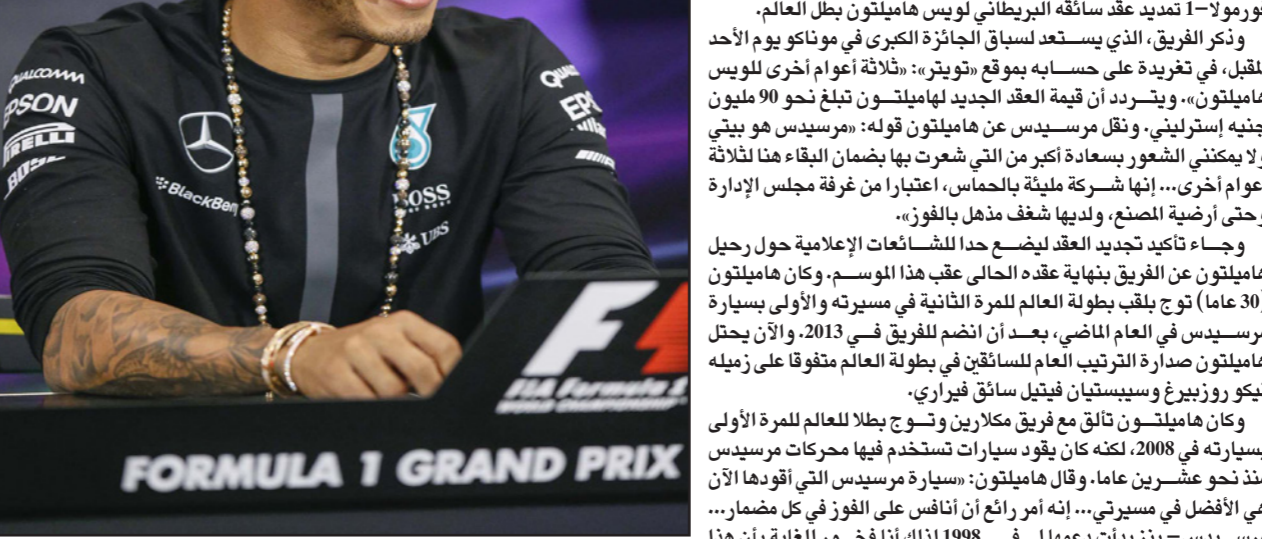 فورمولا–1 تمديد عقد سائقه البريطاني لويس هاميلتون بطل العالم.
وذكر الفريق، الذي يستعد لسباق الجائزة الكبرى في موناكو يوم الأحد
المقبل، في تغريدة على حسابه بموقع «تويتر»: «ثلاثة أعوام أخرى للويس
هاميلتون». ويتردد أن قيمة العقد الجديد لهاميلتون تبلغ نحو 90 مليون
جنيه إسترليني. ونقل مرسيدس عن هاميلتون قوله: «مرسيدس هو بيتي
ولا يمكنني الشعور بسعادة أكبر من التي شعرت بها بضمان البقاء هنا لثلاثة
أعوام أخرى... إنها شركة مليئة بالحماس، اعتبارا من غرفة مجلس الإدارة
وحتى أرضية المصنع، ولديها شغف مذهل بالفوز».
وجاء تأكيد تجديد العقد ليضع حدا للشائعات الإعلامية حول رحيل
هاميلتون عن الفريق بنهاية عقده الحالى عقب هذا الموسم. وكان هاميلتون
(30 عاما) توج بلقب بطولة العالم للمرة الثانية في مسيرته والأولى بسيارة
مرسيدس في العام الماضي، بعد أن انضم للفريق في 2013. والآن يحتل
هاميلتون صدارة الترتيب العام للسائقين في بطولة العالم متفوقا على زميله
نيكو روزبيرغ وسيبستيان فيتيل سائق فيراري.
وكان هاميلتون تألق مع فريق مكلارين وتوج بطلا للعالم للمرة الأولى
بسيارته في 2008، لكنه كان يقود سيارات تستخدم فيها محركات مرسيدس
منذ نحو عشرين عاما. وقال هاميلتون: «سيارة مرسيدس التي أقودها الآن
هي الأفضل في مسيرتي... إنه أمر رائع أن أنافس على الفوز في كل مضمار...
1998
QUALCOMM
EPSON
PIRELLI
BOSE
BlackBerry
BOSS
UBS
QUAL
EP
F1
FIA Formula 1
WORLD CHAMPIONSHIP
FORMULA 1 GRAND PRIX